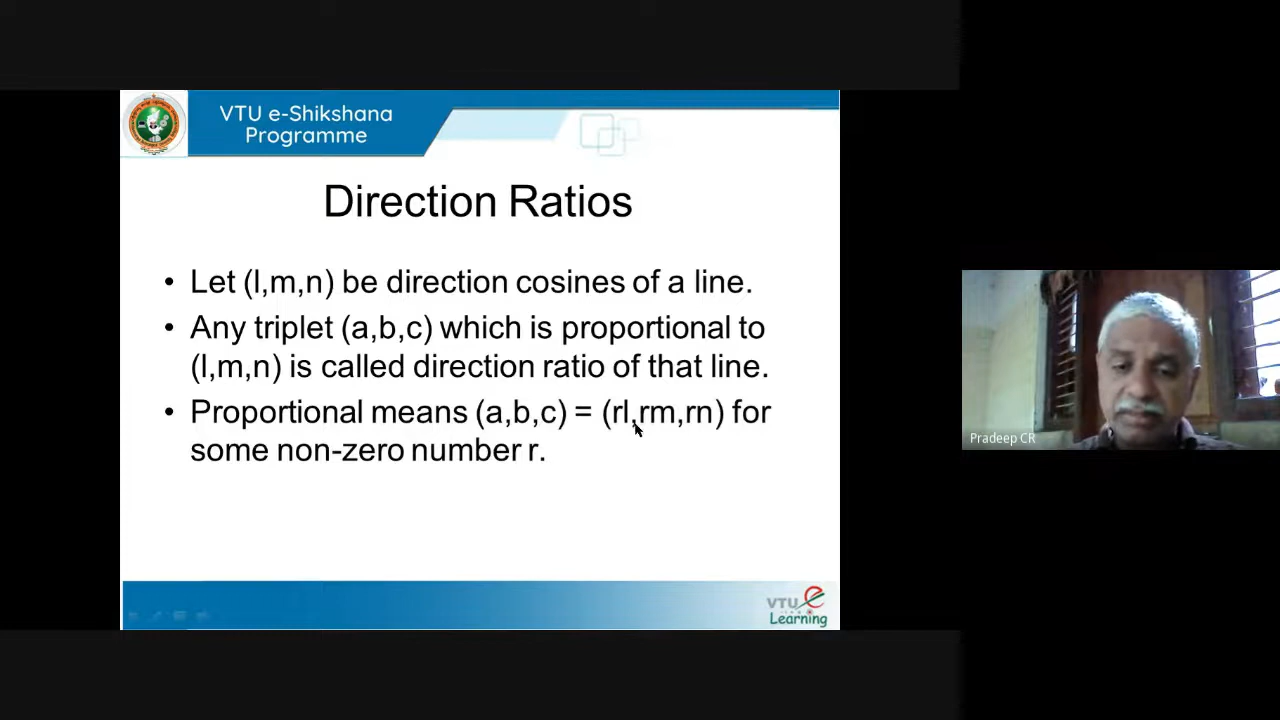 VTU e-Shikshana
Programme
Direction Ratios
• Let (l,m,n) be direction cosines of a line.
• Any triplet (a,b,c) which is proportional to
(l,m,n) is called direction ratio of that line.
• Proportional means (a,b,c) = (rl,rm,rn) for
some non-zero number r.
Pradeep CR
VTU e
Learning